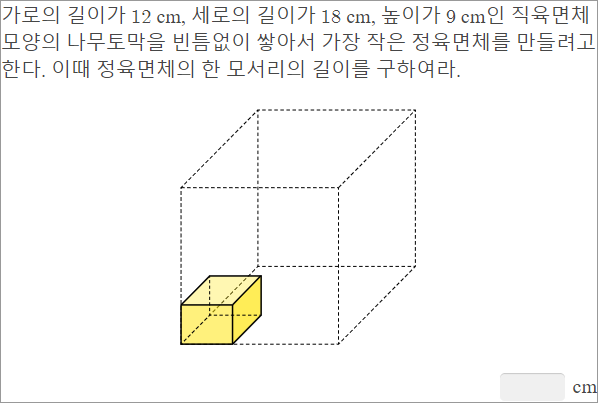 가로의 길이가 12 cm, 세로의 길이가 18 cm, 높이가 9 cm인 직육면체
모양의 나무토막을 빈틈없이 쌓아서 가장 작은 정육면체를 만들려고
한다. 이때 정육면체의 한 모서리의 길이를 구하여라.
cm